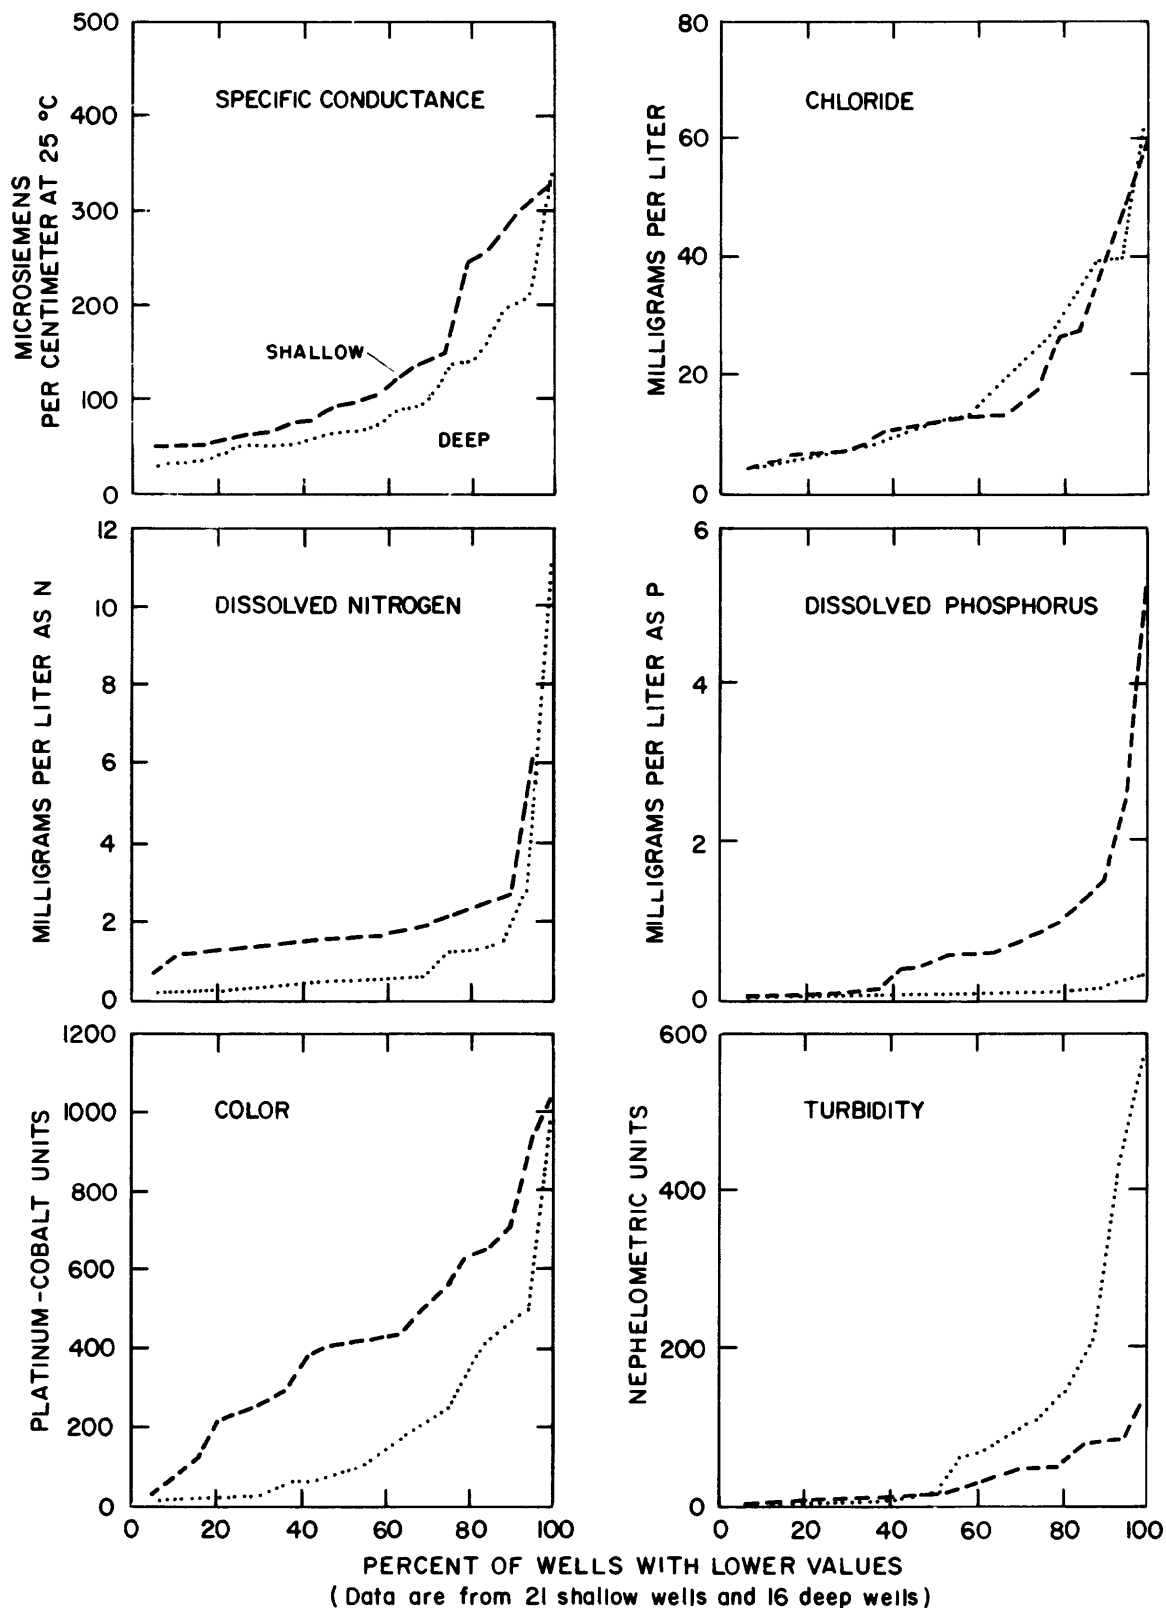 500
400
300
200
100
0
MICROSIEMENS
PER CENTIMETER AT 25 °C
SPECIFIC CONDUCTANCE
SHALLOW
DEEP
80
60
40
20
0
MILLIGRAMS PER LITER
CHLORIDE
12
10
8
6
4
2
0
MILLIGRAMS PER LITER AS N
DISSOLVED NITROGEN
6
4
2
0
MILLIGRAMS PER LITER AS P
DISSOLVED PHOSPHORUS
1200
1000
800
600
400
200
0
PLATINUM-COBALT UNITS
COLOR
0 20 40 60 80 100
600
400
200
0
NEPHELOMETRIC UNITS
TURBIDITY
0 20 40 60 80 100
PERCENT OF WELLS WITH LOWER VALUES
(Data are from 21 shallow wells and 16 deep wells)